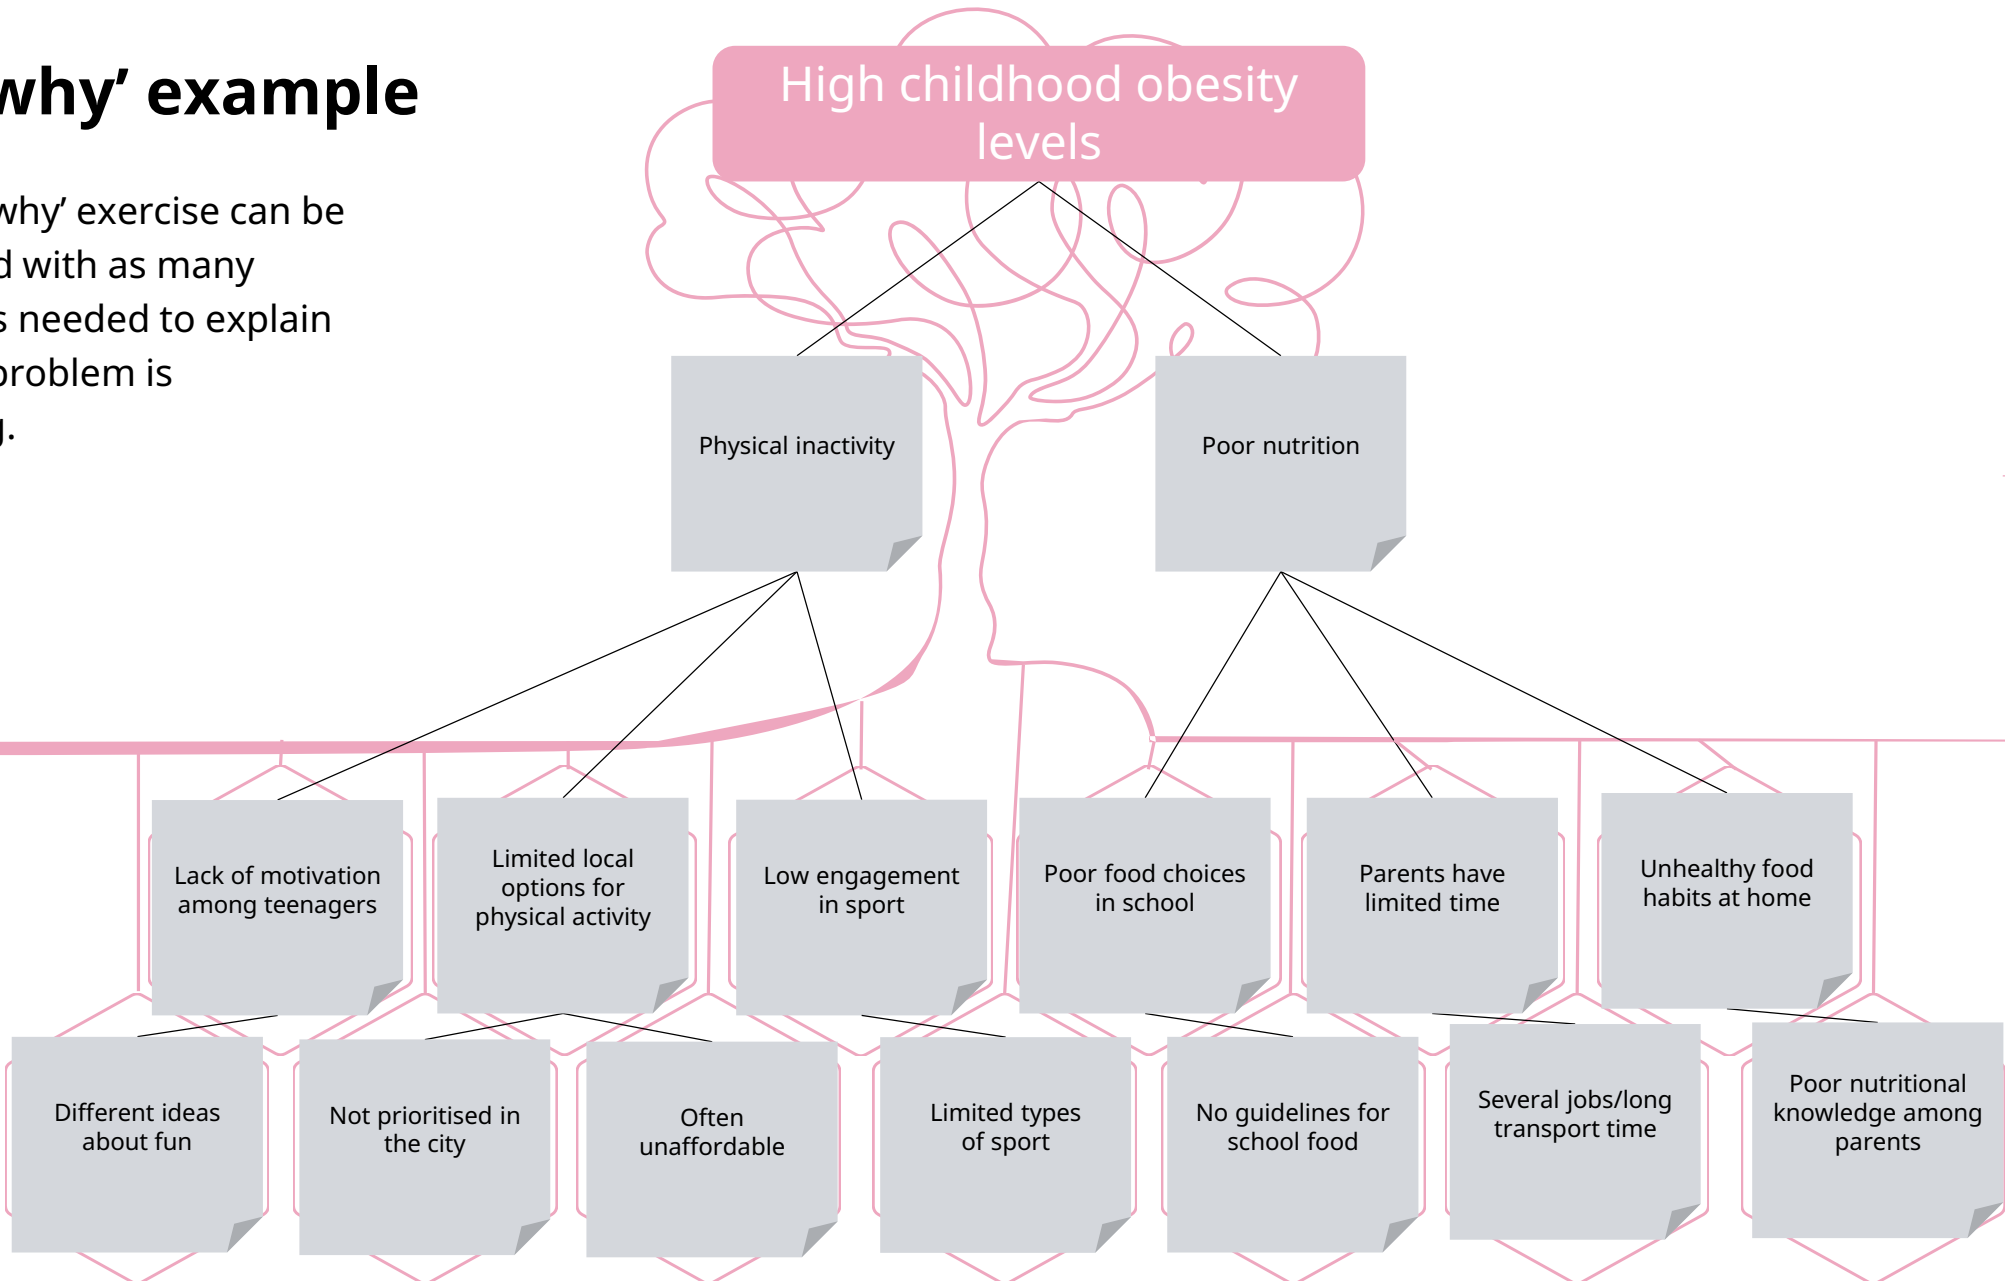 why’ example
why’ exercise can be
with as many
needed to explain
problem is
High childhood obesity
levels
Physical inactivity
Poor nutrition
Lack of motivation
among teenagers
Limited local
options for
physical activity
Low engagement
in sport
Poor food choices
in school
Parents have
limited time
Unhealthy food
habits at home
Different ideas
about fun
Not prioritised in
the city
Often
unaffordable
Limited types
of sport
No guidelines for
school food
Several jobs/long
transport time
Poor nutritional
knowledge among
parents